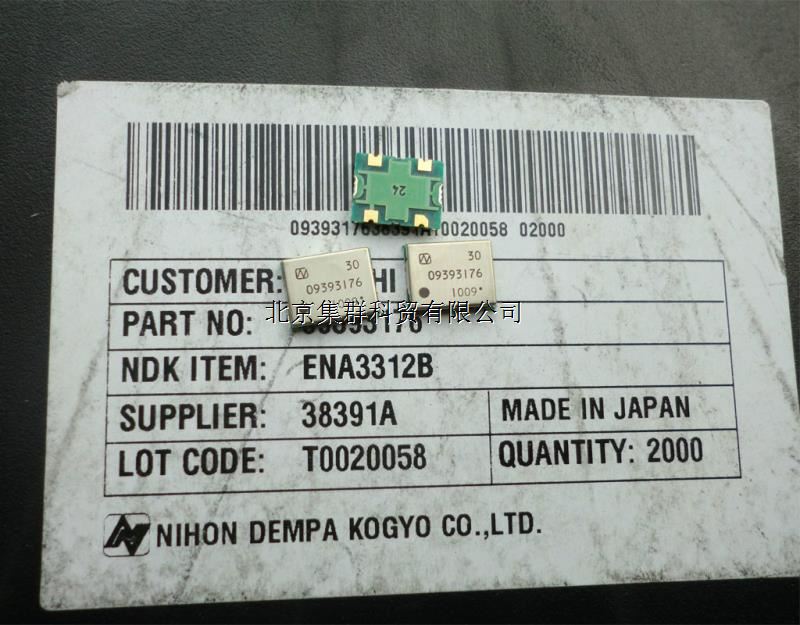 24
0939317638391AT0020058 02000
30
09393176
30
09393176
1009*
CUSTOMER: HI
北京集群科贸有限公司
PART NO: 09393176
NDK ITEM: ENA3312B
SUPPLIER: 38391A
MADE IN JAPAN
LOT CODE: T0020058
QUANTITY: 2000
NIHON DEMPA KOGYO CO.,LTD.